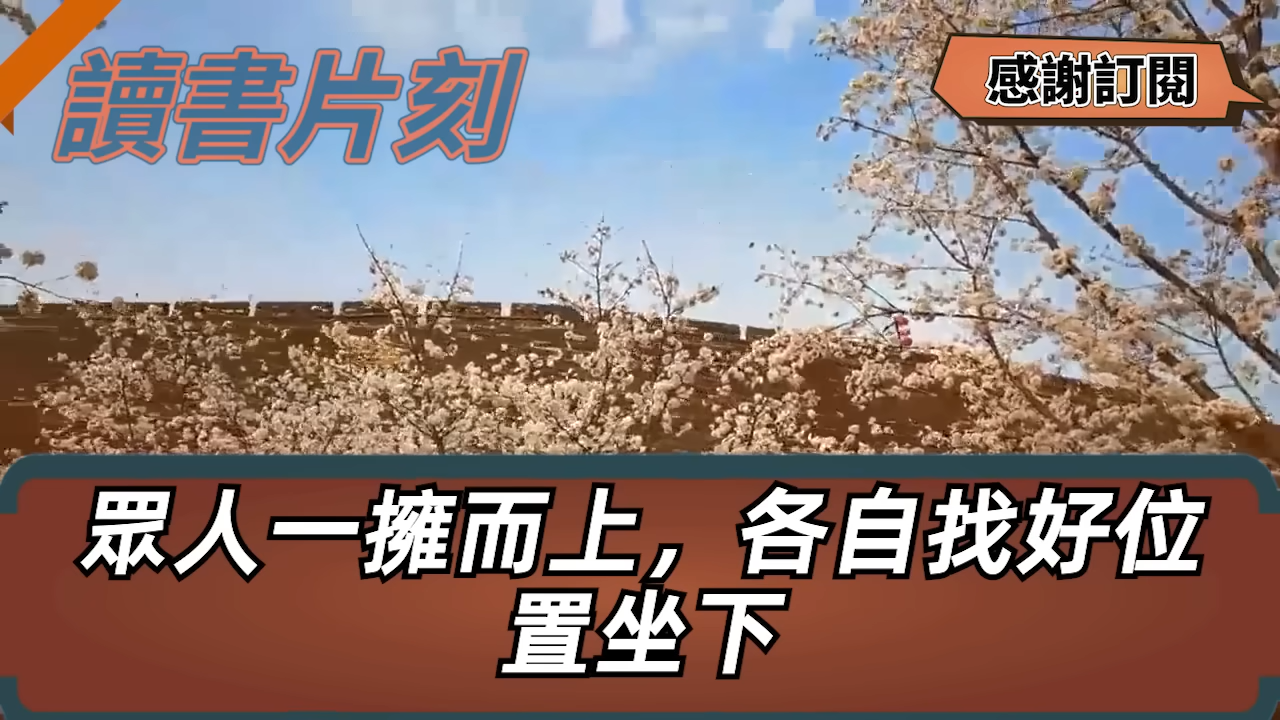 讀書片刻
感謝訂閱
眾人一擁而上，各自找好位
置坐下